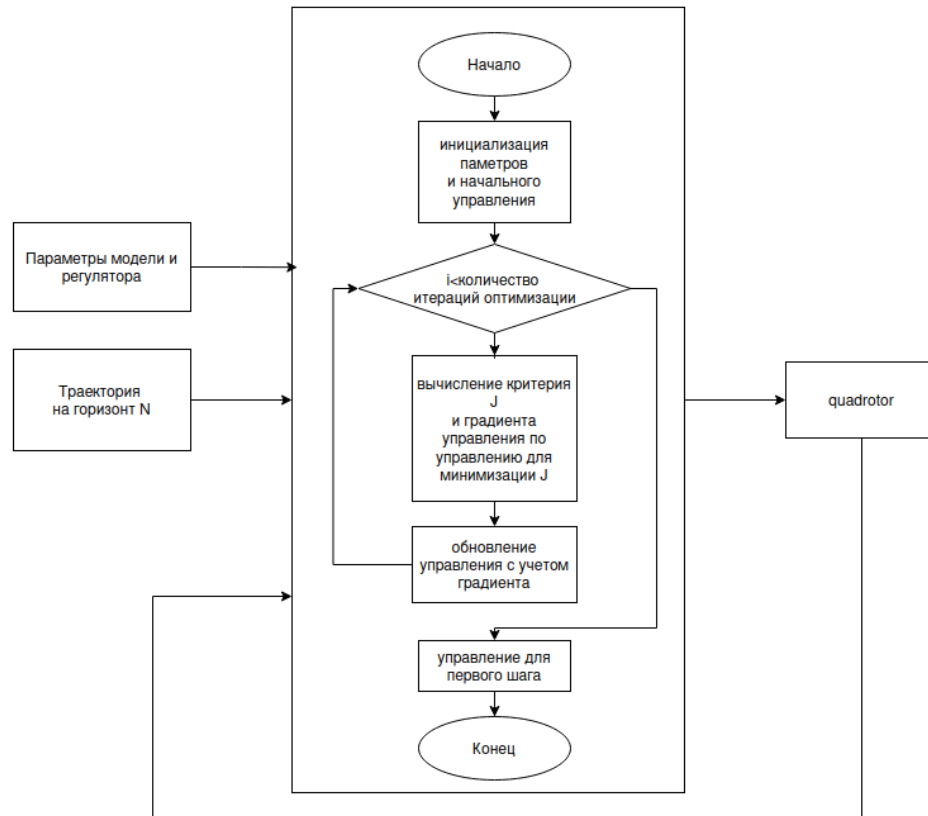 Начало
инициализация
паметров
и начального
управления
Параметры модели и
регулятора
i<количество
итераций оптимизации
Траектория
на горизонт N
вычисление критерия
J
и градиента
управления по
управлению для
минимизации J
quadrotor
обновление
управления с учетом
градиента
управление для
первого шага
Конец